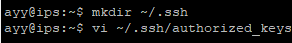 ayy@ips:~$ mkdir ~/.ssh
ayy@ips:~$ vi ~/.ssh/authorized_keys